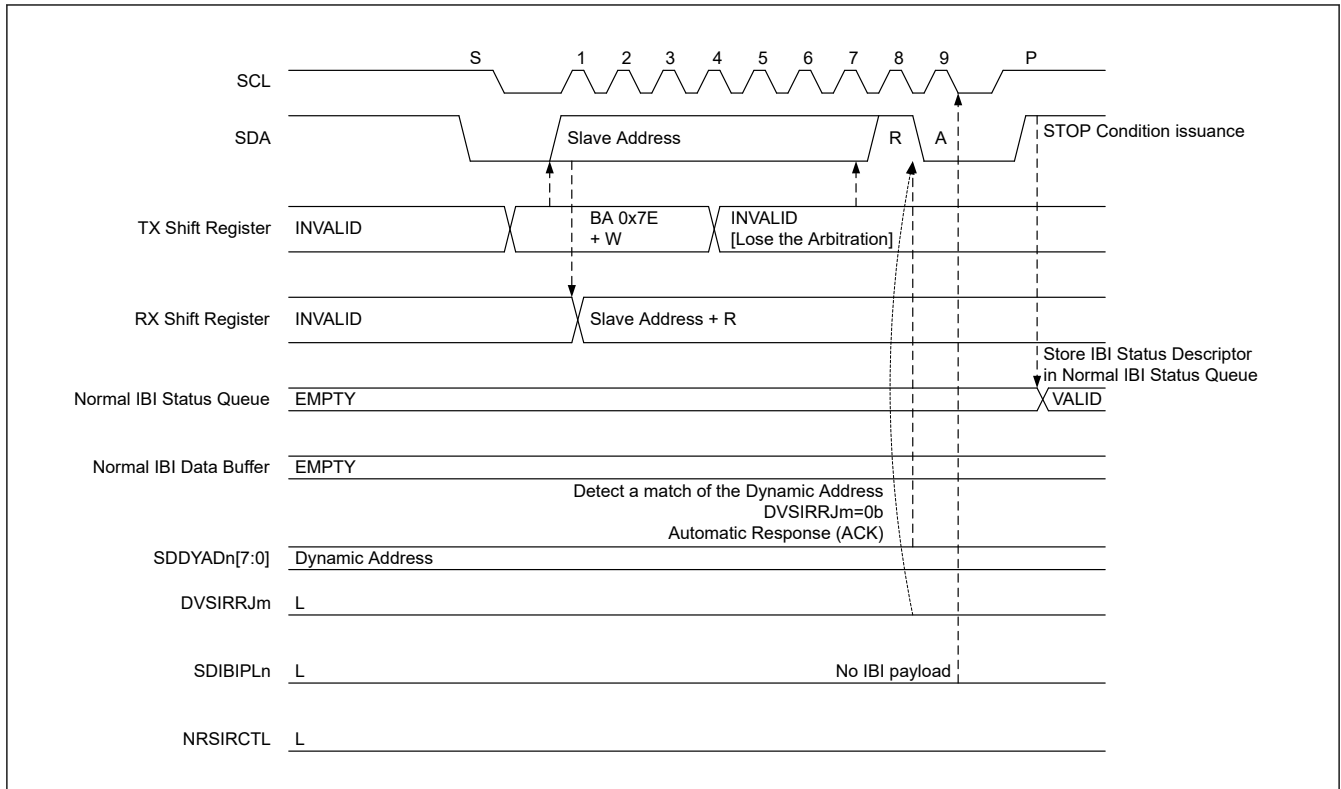 S 1 2 3 4 5 6 7 8 9 P
SCL
SDA Slave Address R A STOP Condition issuance
TX Shift Register INVALID BA 0x7E INVALID
+ W [Lose the Arbitration]
RX Shift Register INVALID Slave Address + R
Store IBI Status Descriptor
in Normal IBI Status Queue
Normal IBI Status Queue EMPTY VALID
Normal IBI Data Buffer EMPTY
Detect a match of the Dynamic Address
DVSIRRJm=0b
Automatic Response (ACK)
SDDYADn[7:0] Dynamic Address
DVSIRRJm L
SDIBIPLn L No IBI payload
NRSIRCTL L